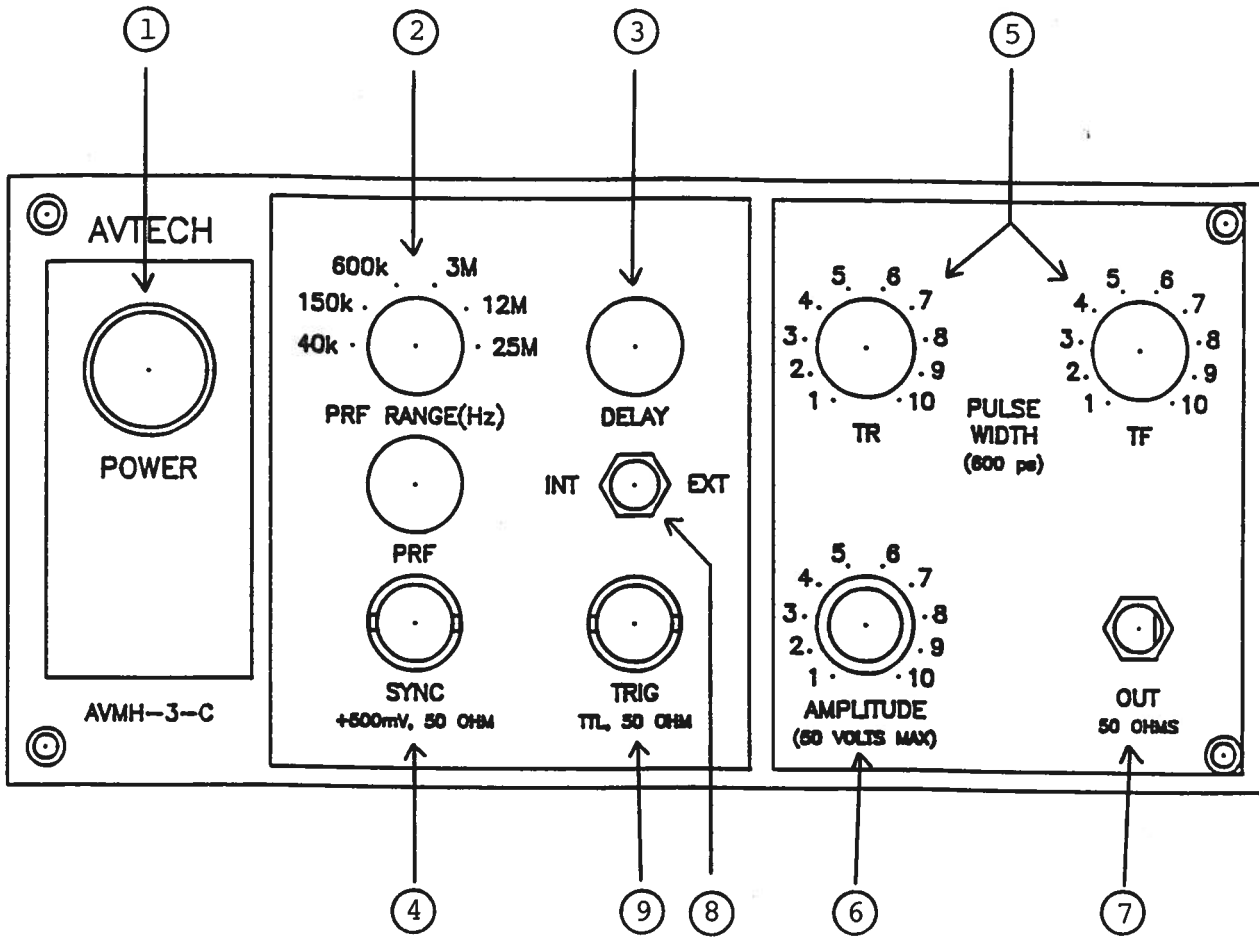 1 2 3 5
AVTECH
POWER
AVMH-3-C
600k 3M
150k 12M
40k 25M
PRF RANGE(Hz)
PRF
SYNC
+500mV, 50 OHM
DELAY
INT EXT
TRIG
TTL, 50 OHM
1 2 3 4 5 6 7 8 9 10
TR
PULSE
WIDTH
(600 ps)
1 2 3 4 5 6 7 8 9 10
TF
1 2 3 4 5 6 7 8 9 10
AMPLITUDE
(50 VOLTS MAX)
OUT
50 OHMS
4 9 8 6 7